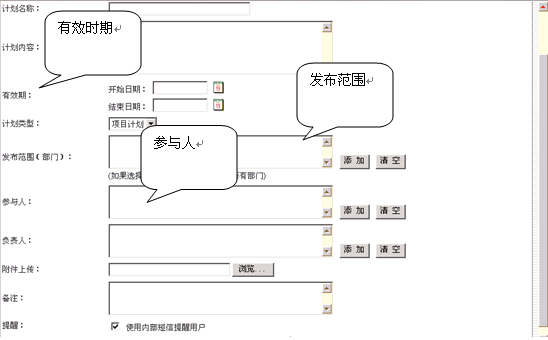 计划名称：
有效时期
计划内容：
发布范围
有效期：
开始日期：
结束日期：
计划类型：
项目计划
参与人
发布范围（部门）：
添 加
清 空
(如果选择
有部门)
参与人：
添 加
清 空
负责人：
添 加
清 空
附件上传：
浏览...
备注：
提醒：
使用内部短信提醒用户